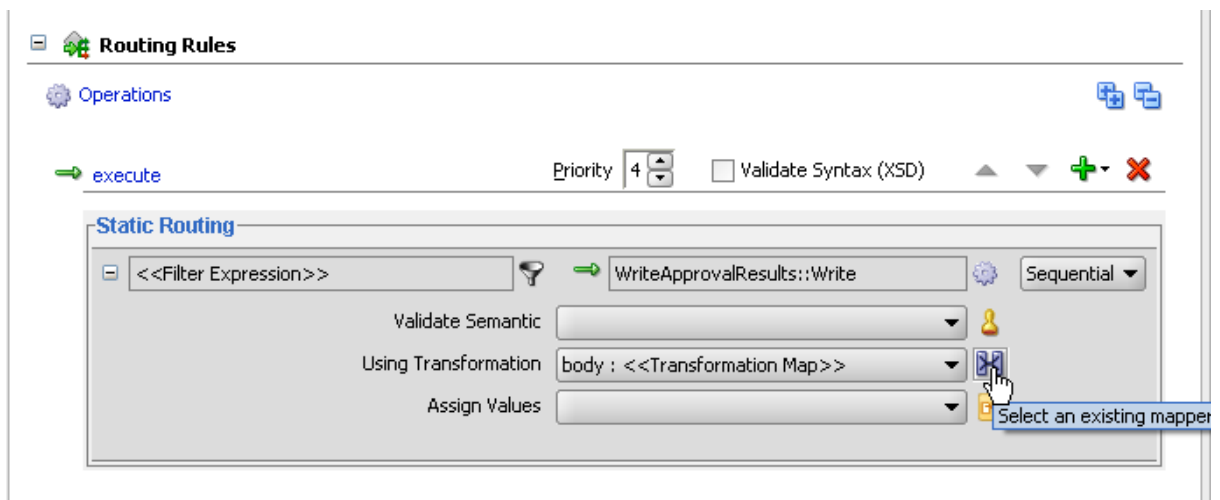 Routing Rules
Operations
execute Priority 4 Validate Syntax (XSD)
Static Routing
<<Filter Expression>> WriteApprovalResults::Write Sequential
Validate Semantic
Using Transformation body : <<Transformation Map>>
Assign Values
Select an existing mapper